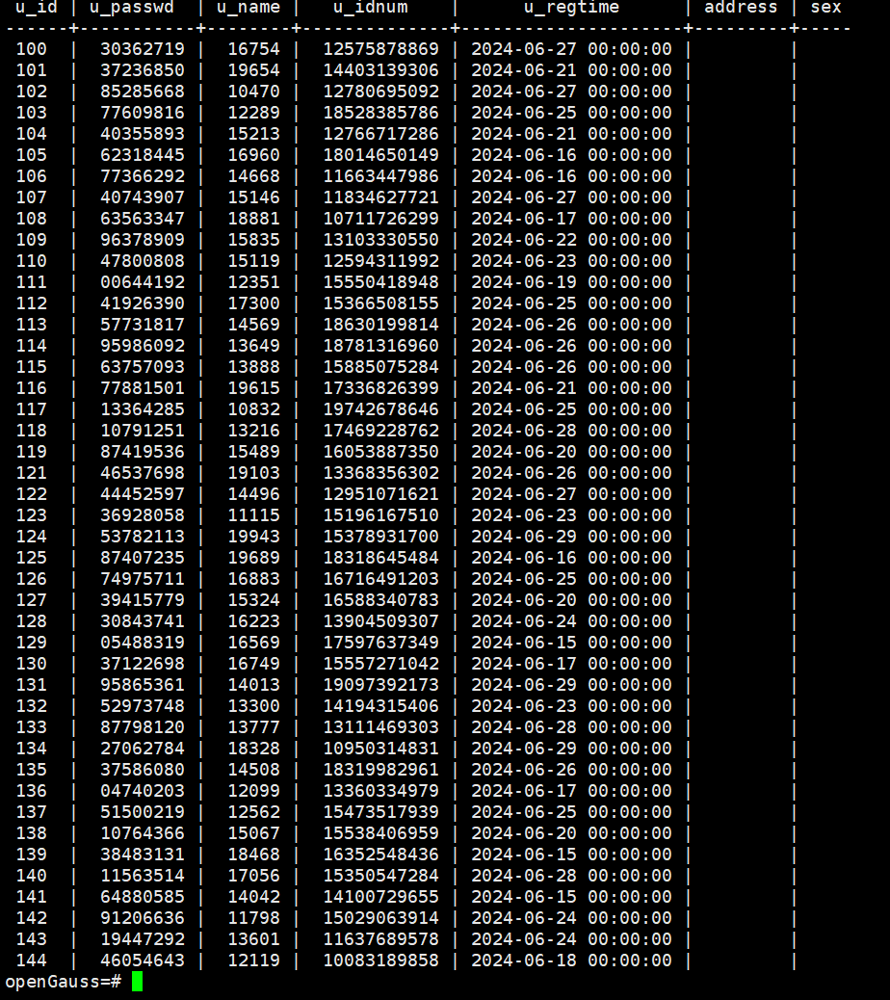 u_id | u_passwd | u_name | u_idnum | u_regtime | address | sex
------+-----------+--------+--------------+---------------------+---------+-----
100 | 30362719 | 16754 | 12575878869 | 2024-06-27 00:00:00 | |
101 | 37236850 | 19654 | 14403139306 | 2024-06-21 00:00:00 | |
102 | 85285668 | 10470 | 12780695092 | 2024-06-27 00:00:00 | |
103 | 77609816 | 12289 | 18528385786 | 2024-06-25 00:00:00 | |
104 | 40355893 | 15213 | 12766717286 | 2024-06-21 00:00:00 | |
105 | 62318445 | 16960 | 18014650149 | 2024-06-16 00:00:00 | |
106 | 77366292 | 14668 | 11663447986 | 2024-06-16 00:00:00 | |
107 | 40743907 | 15146 | 11834627721 | 2024-06-27 00:00:00 | |
108 | 63563347 | 18881 | 10711726299 | 2024-06-17 00:00:00 | |
109 | 96378909 | 15835 | 13103330550 | 2024-06-22 00:00:00 | |
110 | 47800808 | 15119 | 12594311992 | 2024-06-23 00:00:00 | |
111 | 00644192 | 12351 | 15550418948 | 2024-06-19 00:00:00 | |
112 | 41926390 | 17300 | 15366508155 | 2024-06-25 00:00:00 | |
113 | 57731817 | 14569 | 18630199814 | 2024-06-26 00:00:00 | |
114 | 95986092 | 13649 | 18781316960 | 2024-06-26 00:00:00 | |
115 | 63757093 | 13888 | 15885075284 | 2024-06-26 00:00:00 | |
116 | 77881501 | 19615 | 17336826399 | 2024-06-21 00:00:00 | |
117 | 13364285 | 10832 | 19742678646 | 2024-06-25 00:00:00 | |
118 | 10791251 | 13216 | 17469228762 | 2024-06-28 00:00:00 | |
119 | 87419536 | 15489 | 16053887350 | 2024-06-20 00:00:00 | |
121 | 46537698 | 19103 | 13368356302 | 2024-06-26 00:00:00 | |
122 | 44452597 | 14496 | 12951071621 | 2024-06-27 00:00:00 | |
123 | 36928058 | 11115 | 15196167510 | 2024-06-23 00:00:00 | |
124 | 53782113 | 19943 | 15378931700 | 2024-06-29 00:00:00 | |
125 | 87407235 | 19689 | 18318645484 | 2024-06-16 00:00:00 | |
126 | 74975711 | 16883 | 16716491203 | 2024-06-25 00:00:00 | |
127 | 39415779 | 15324 | 16588340783 | 2024-06-20 00:00:00 | |
128 | 30843741 | 16223 | 13904509307 | 2024-06-24 00:00:00 | |
129 | 05488319 | 16569 | 17597637349 | 2024-06-15 00:00:00 | |
130 | 37122698 | 16749 | 15557271042 | 2024-06-17 00:00:00 | |
131 | 95865361 | 14013 | 19097392173 | 2024-06-29 00:00:00 | |
132 | 52973748 | 13300 | 14194315406 | 2024-06-23 00:00:00 | |
133 | 87798120 | 13777 | 13111469303 | 2024-06-28 00:00:00 | |
134 | 27062784 | 18328 | 10950314831 | 2024-06-29 00:00:00 | |
135 | 37586080 | 14508 | 18319982961 | 2024-06-26 00:00:00 | |
136 | 04740203 | 12099 | 13360334979 | 2024-06-17 00:00:00 | |
137 | 51500219 | 12562 | 15473517939 | 2024-06-25 00:00:00 | |
138 | 10764366 | 15067 | 15538406959 | 2024-06-20 00:00:00 | |
139 | 38483131 | 18468 | 16352548436 | 2024-06-15 00:00:00 | |
140 | 11563514 | 17056 | 15350547284 | 2024-06-28 00:00:00 | |
141 | 64880585 | 14042 | 14100729655 | 2024-06-15 00:00:00 | |
142 | 91206636 | 11798 | 15029063914 | 2024-06-24 00:00:00 | |
143 | 19447292 | 13601 | 11637689578 | 2024-06-24 00:00:00 | |
144 | 46054643 | 12119 | 10083189858 | 2024-06-18 00:00:00 | |
openGauss=#